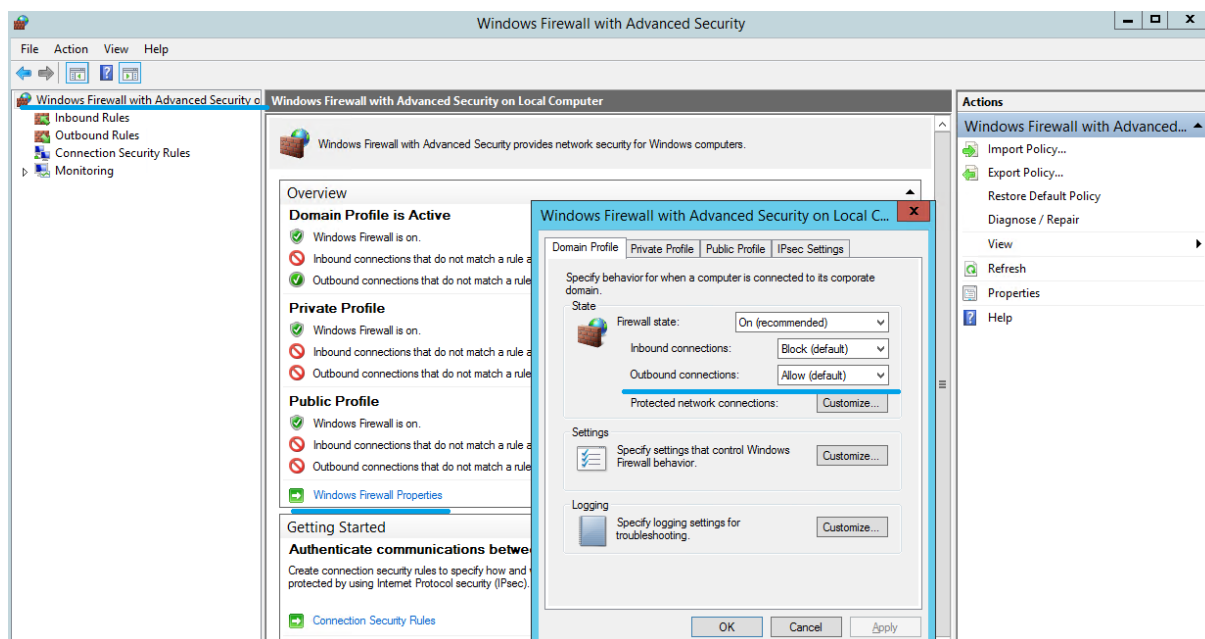 Windows Firewall with Advanced Security
File Action View Help
Windows Firewall with Advanced Security o
Inbound Rules
Outbound Rules
Connection Security Rules
Monitoring
Windows Firewall with Advanced Security on Local Computer
Windows Firewall with Advanced Security provides network security for Windows computers.
Overview
Domain Profile is Active
Windows Firewall is on.
Inbound connections that do not match a rule a
Outbound connections that do not match a rule
Private Profile
Windows Firewall is on.
Inbound connections that do not match a rule a
Outbound connections that do not match a rule
Public Profile
Windows Firewall is on.
Inbound connections that do not match a rule a
Outbound connections that do not match a rule
Windows Firewall Properties
Getting Started
Authenticate communications betwe
Create connection security rules to specify how and
protected by using Internet Protocol security (IPsec).
Connection Security Rules
Windows Firewall with Advanced Security on Local C...
Domain Profile Private Profile Public Profile IPsec Settings
Specify behavior for when a computer is connected to its corporate
domain.
State
Firewall state: On (recommended)
Inbound connections: Block (default)
Outbound connections: Allow (default)
Protected network connections: Customize...
Settings
Specify settings that control Windows
Firewall behavior.
Customize...
Logging
Specify logging settings for
troubleshooting.
Customize...
OK Cancel Apply
Actions
Windows Firewall with Advanced...
Import Policy...
Export Policy...
Restore Default Policy
Diagnose / Repair
View
Refresh
Properties
Help